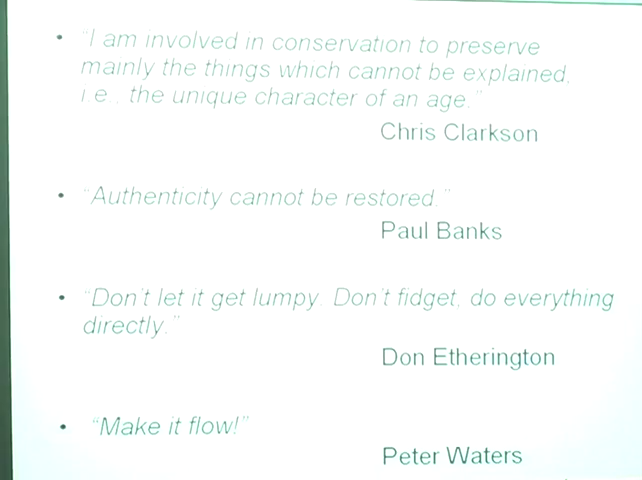 • "I am involved in conservation to preserve
mainly the things which cannot be explained,
i.e., the unique character of an age."
Chris Clarkson
• "Authenticity cannot be restored."
Paul Banks
• "Don't let it get lumpy. Don't fidget, do everything
directly."
Don Etherington
• "Make it flow!"
Peter Waters